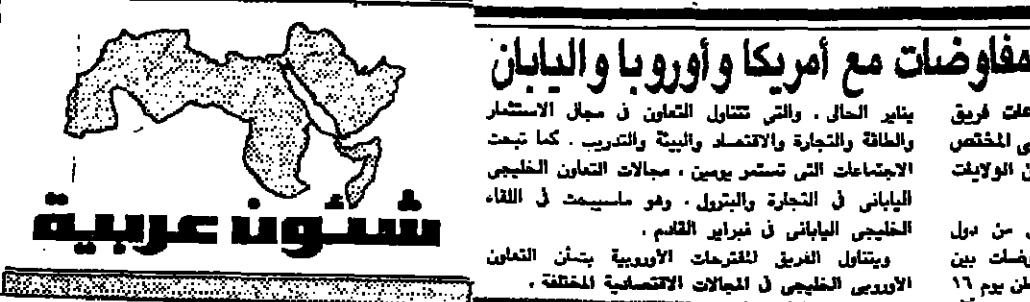 مفاوضات مع أمريكا وأوروبا واليابان
عات فريق
ى المختص
ن الولايات
من دول
وضات بين
ان يوم ١٦
يناير الحالى . والتى تتناول التعاون فى مجال الاستثمار
والطاقة والتجارة والاقتصاد والبيئة والتدريب . كما تبحث
الاجتماعات التى تستمر يومين ، مجالات التعاون الخليجى
اليابانى فى التجارة والبترول . وهو ماسيبحث فى اللقاء
الخليجى اليابانى فى فبراير القادم .
ويتناول الفريق المقترحات الأوروبية بشأن التعاون
الأوروبى الخليجى فى المجالات الاقتصادية المختلفة ،
شئون عربية